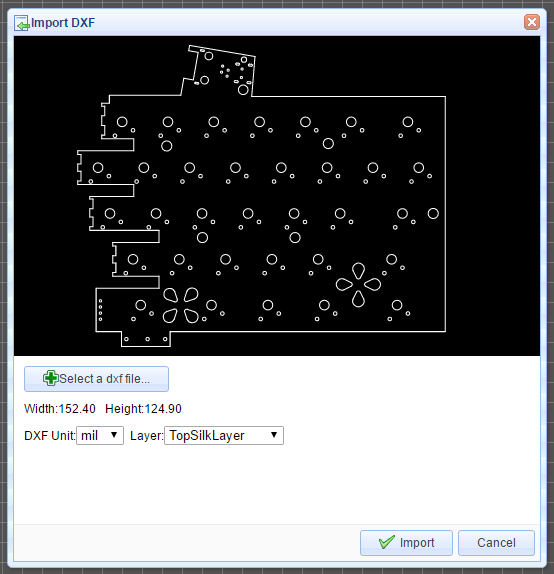 Import DXF
Select a dxf file...
Width:152.40 Height:124.90
DXF Unit: mil Layer: TopSilkLayer
Import Cancel